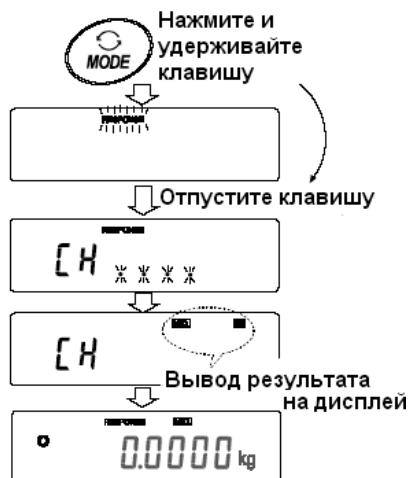 MODE
Нажмите и
удерживайте
клавишу
RESPONSE
Отпустите клавишу
RESPONSE
CH
CH
Вывод результата
на дисплей
RESPONSE
0.0000 kg